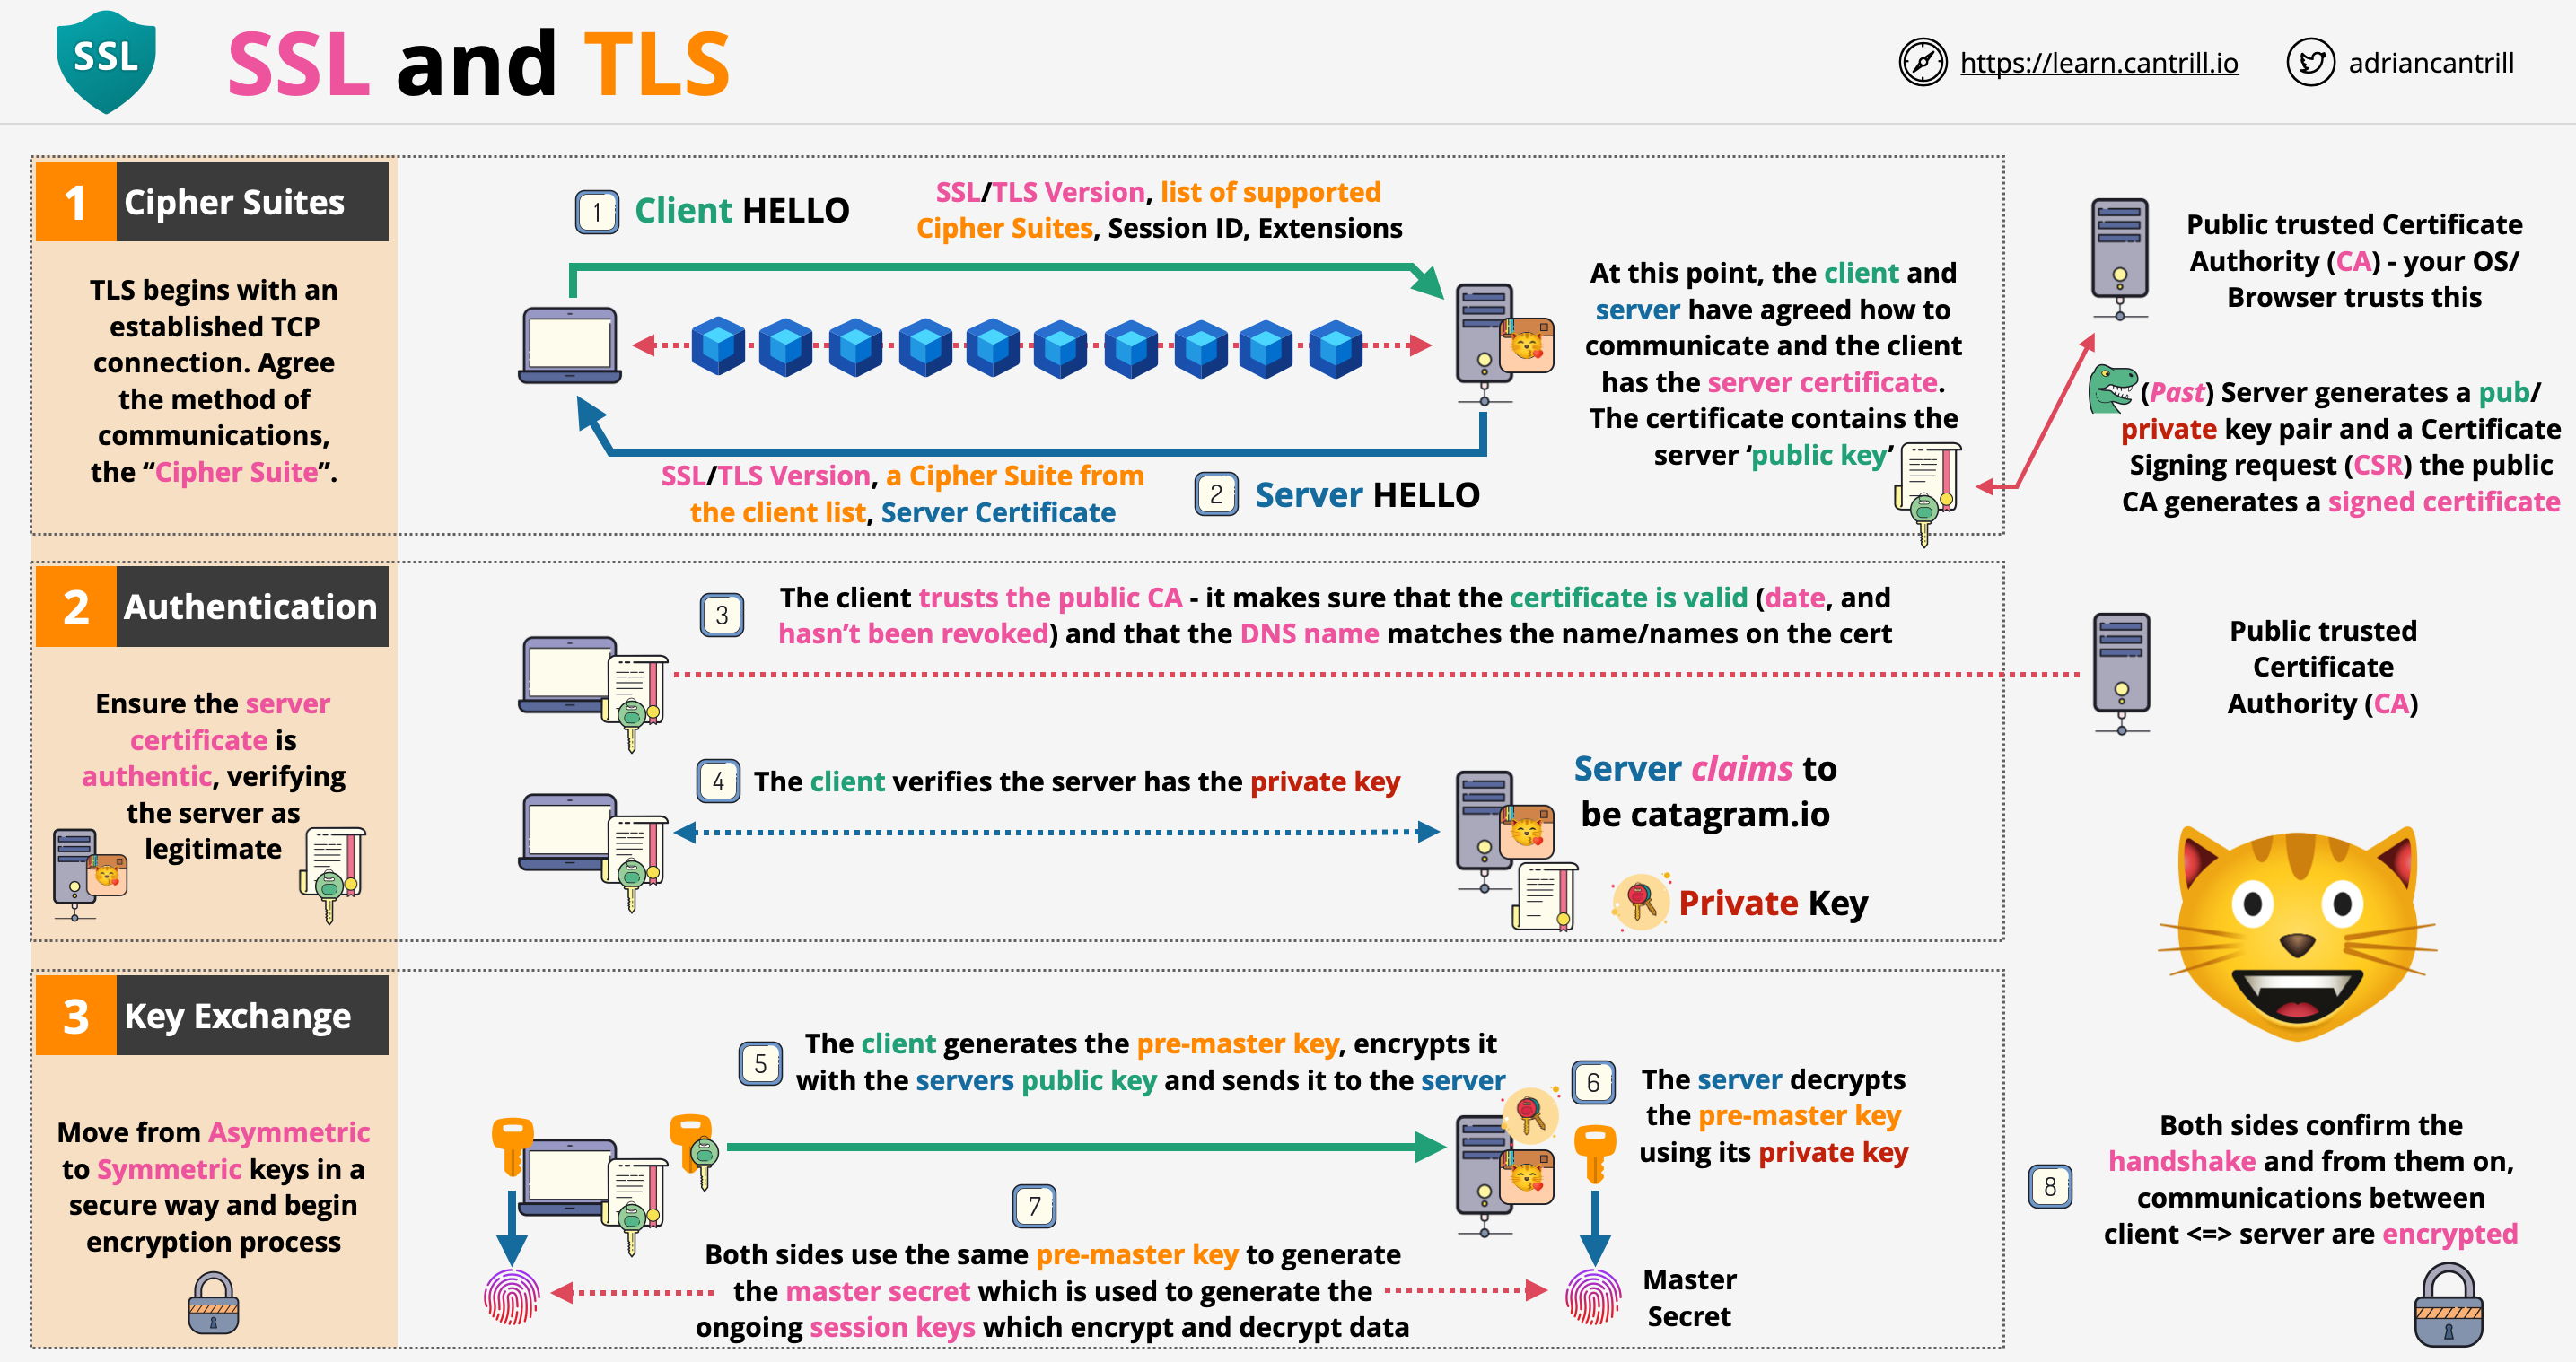 SSL
SSL and TLS
https://learn.cantrill.io
adriancantrill
1
Cipher Suites
TLS begins with an
established TCP
connection. Agree
the method of
communications,
the “Cipher Suite”.
1
Client HELLO
SSL/TLS Version, list of supported
Cipher Suites, Session ID, Extensions
SSL/TLS Version, a Cipher Suite from
the client list, Server Certificate
2
Server HELLO
At this point, the client and
server have agreed how to
communicate and the client
has the server certificate.
The certificate contains the
server ‘public key’
Public trusted Certificate
Authority (CA) - your OS/
Browser trusts this
(Past) Server generates a pub/
private key pair and a Certificate
Signing request (CSR) the public
CA generates a signed certificate
2
Authentication
Ensure the server
certificate is
authentic, verifying
the server as
legitimate
3
The client trusts the public CA - it makes sure that the certificate is valid (date, and
hasn’t been revoked) and that the DNS name matches the name/names on the cert
Public trusted
Certificate
Authority (CA)
4
The client verifies the server has the private key
Server claims to
be catagram.io
Private Key
3
Key Exchange
Move from Asymmetric
to Symmetric keys in a
secure way and begin
encryption process
5
The client generates the pre-master key, encrypts it
with the servers public key and sends it to the server
6
The server decrypts
the pre-master key
using its private key
7
Both sides use the same pre-master key to generate
the master secret which is used to generate the
ongoing session keys which encrypt and decrypt data
Master
Secret
8
Both sides confirm the
handshake and from them on,
communications between
client <=> server are encrypted